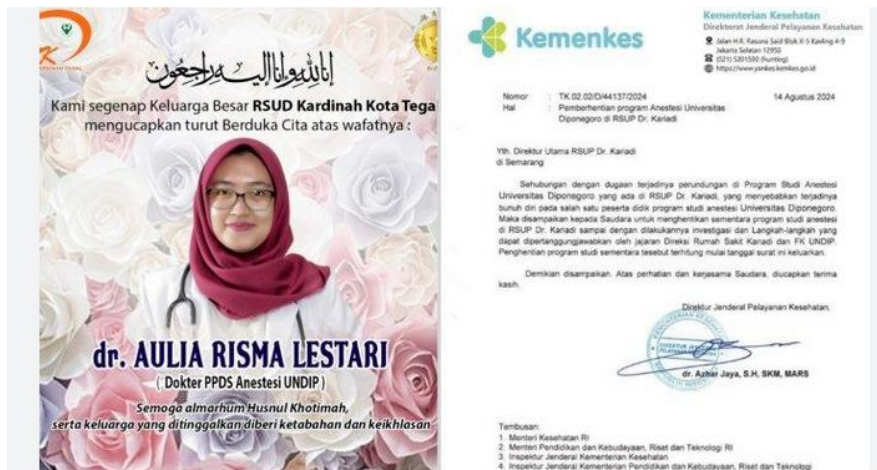 إنا لله وإنا إليه راجعون
Kami segenap Keluarga Besar RSUD Kardinah Kota Tega
mengucapkan turut Berduka Cita atas wafatnya :
dr. AULIA RISMA LESTARI
( Dokter PPDS Anestesi UNDIP )
Semoga almarhum Husnul Khotimah,
serta keluarga yang ditinggalkan diberi ketabahan dan keikhlasan
Kemenkes
Kementerian Kesehatan
Direktorat Jenderal Pelayanan Kesehatan
Jalan H.R. Rasuna Said Blok X-5 Kavling 4-9
Jakarta Selatan 12950
(021) 5201590 (hunting)
https://www.yankes.kemkes.go.id
Nomor : TK.02.02/D/44137/2024 14 Agustus 2024
Hal : Pemberhentian program Anestesi Universitas
Diponegoro di RSUP Dr. Kariadi
Yth. Direktur Utama RSUP Dr. Kariadi
di Semarang
Sehubungan dengan dugaan terjadinya perundungan di Program Studi Anestesi
Universitas Diponegoro yang ada di RSUP Dr. Kariadi, yang menyebabkan terjadinya
bunuh diri pada salah satu peserta didik program studi anestesi Universitas Diponegoro.
Maka disampaikan kepada Saudara untuk menghentikan sementara program studi anestesi
di RSUP Dr. Kariadi sampai dengan dilakukannya investigasi dan Langkah-langkah yang
dapat dipertanggungjawabkan oleh jajaran Direksi Rumah Sakit Kariadi dan FK UNDIP.
Penghentian program studi sementara tesebut terhitung mulai tanggal surat ini keluarkan.
Demikian disampaikan. Atas perhatian dan kerjasama Saudara, diucapkan terima
kasih.
Direktur Jenderal Pelayanan Kesehatan,
dr. Azhar Jaya, S.H, SKM, MARS
Tembusan:
1. Menteri Kesehatan RI
2. Menteri Pendidikan dan Kebudayaan, Riset dan Teknologi RI
3. Inspektur Jenderal Kementerian Kesehatan
4. Inspektur Jenderal Kementerian Pendidikan dan Kebudayaan, Riset dan Teknologi